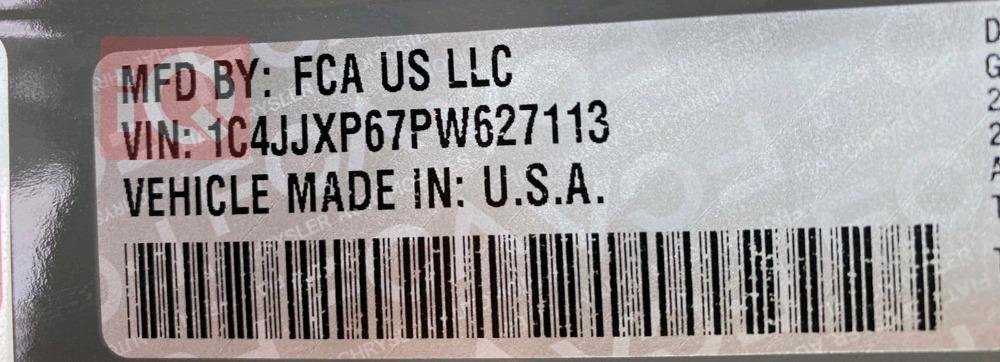 MFD BY: FCA US LLC
VIN: 1C4JJXP67PW627113
VEHICLE MADE IN: U.S.A.